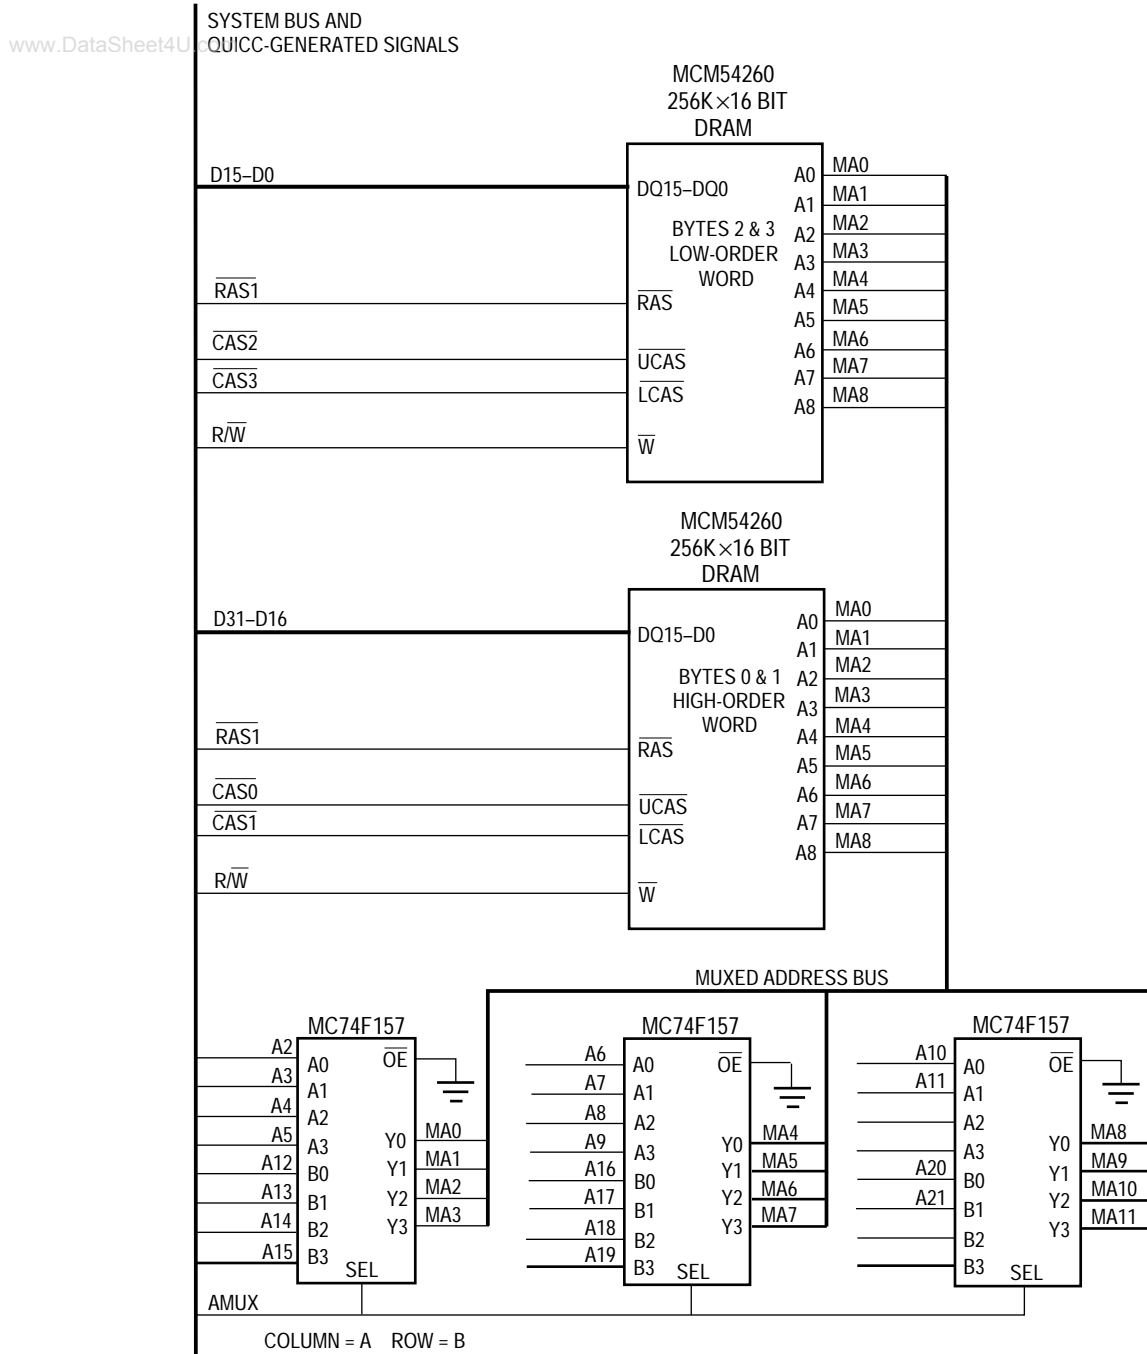 SYSTEM BUS AND
www.DataSheet4U.com
QUICC-GENERATED SIGNALS
MCM54260
256K×16 BIT
DRAM
D15–D0
DQ15–DQ0
BYTES 2 & 3
LOW-ORDER
WORD
RAS1
RAS
CAS2
UCAS
CAS3
LCAS
R/W
W
A0 MA0
A1 MA1
A2 MA2
A3 MA3
A4 MA4
A5 MA5
A6 MA6
A7 MA7
A8 MA8
MCM54260
256K×16 BIT
DRAM
D31–D16
DQ15–D0
BYTES 0 & 1
HIGH-ORDER
WORD
RAS1
RAS
CAS0
UCAS
CAS1
LCAS
R/W
W
A0 MA0
A1 MA1
A2 MA2
A3 MA3
A4 MA4
A5 MA5
A6 MA6
A7 MA7
A8 MA8
MUXED ADDRESS BUS
MC74F157
A2 A0 OE
A3 A1
A4 A2
A5 A3 Y0 MA0
A12 B0 Y1 MA1
A13 B1 Y2 MA2
A14 B2 Y3 MA3
A15 B3
SEL
MC74F157
A6 A0 OE
A7 A1
A8 A2
A9 A3 Y0 MA4
A16 B0 Y1 MA5
A17 B1 Y2 MA6
A18 B2 Y3 MA7
A19 B3
SEL
MC74F157
A10 A0 OE
A11 A1
A2
A3 Y0 MA8
A20 B0 Y1 MA9
A21 B1 Y2 MA10
B2 Y3 MA11
B3
SEL
AMUX
COLUMN = A ROW = B